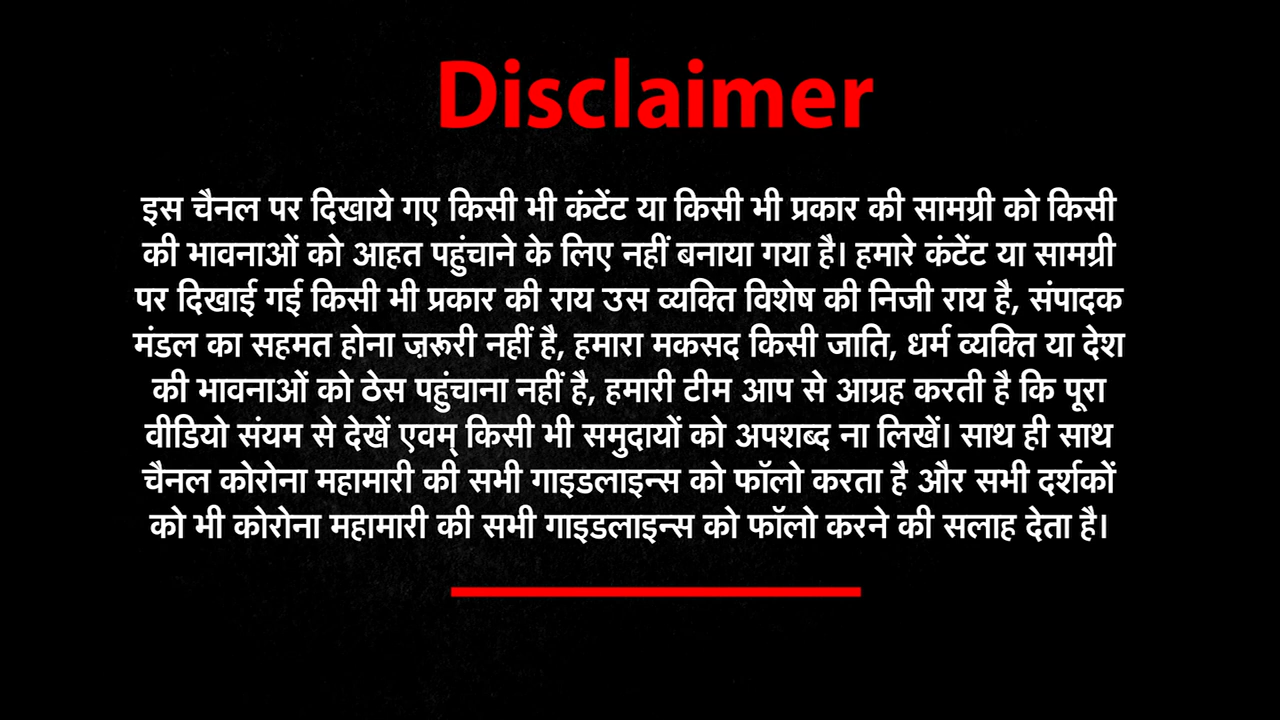 Disclaimer
इस चैनल पर दिखाये गए किसी भी कंटेंट या किसी भी प्रकार की सामग्री को किसी
की भावनाओं को आहत पहुंचाने के लिए नहीं बनाया गया है। हमारे कंटेंट या सामग्री
पर दिखाई गई किसी भी प्रकार की राय उस व्यक्ति विशेष की निजी राय है, संपादक
मंडल का सहमत होना ज़रूरी नहीं है, हमारा मकसद किसी जाति, धर्म व्यक्ति या देश
की भावनाओं को ठेस पहुंचाना नहीं है, हमारी टीम आप से आग्रह करती है कि पूरा
वीडियो संयम से देखें एवम् किसी भी समुदायों को अपशब्द ना लिखें। साथ ही साथ
चैनल कोरोना महामारी की सभी गाइडलाइन्स को फॉलो करता है और सभी दर्शकों
को भी कोरोना महामारी की सभी गाइडलाइन्स को फॉलो करने की सलाह देता है।